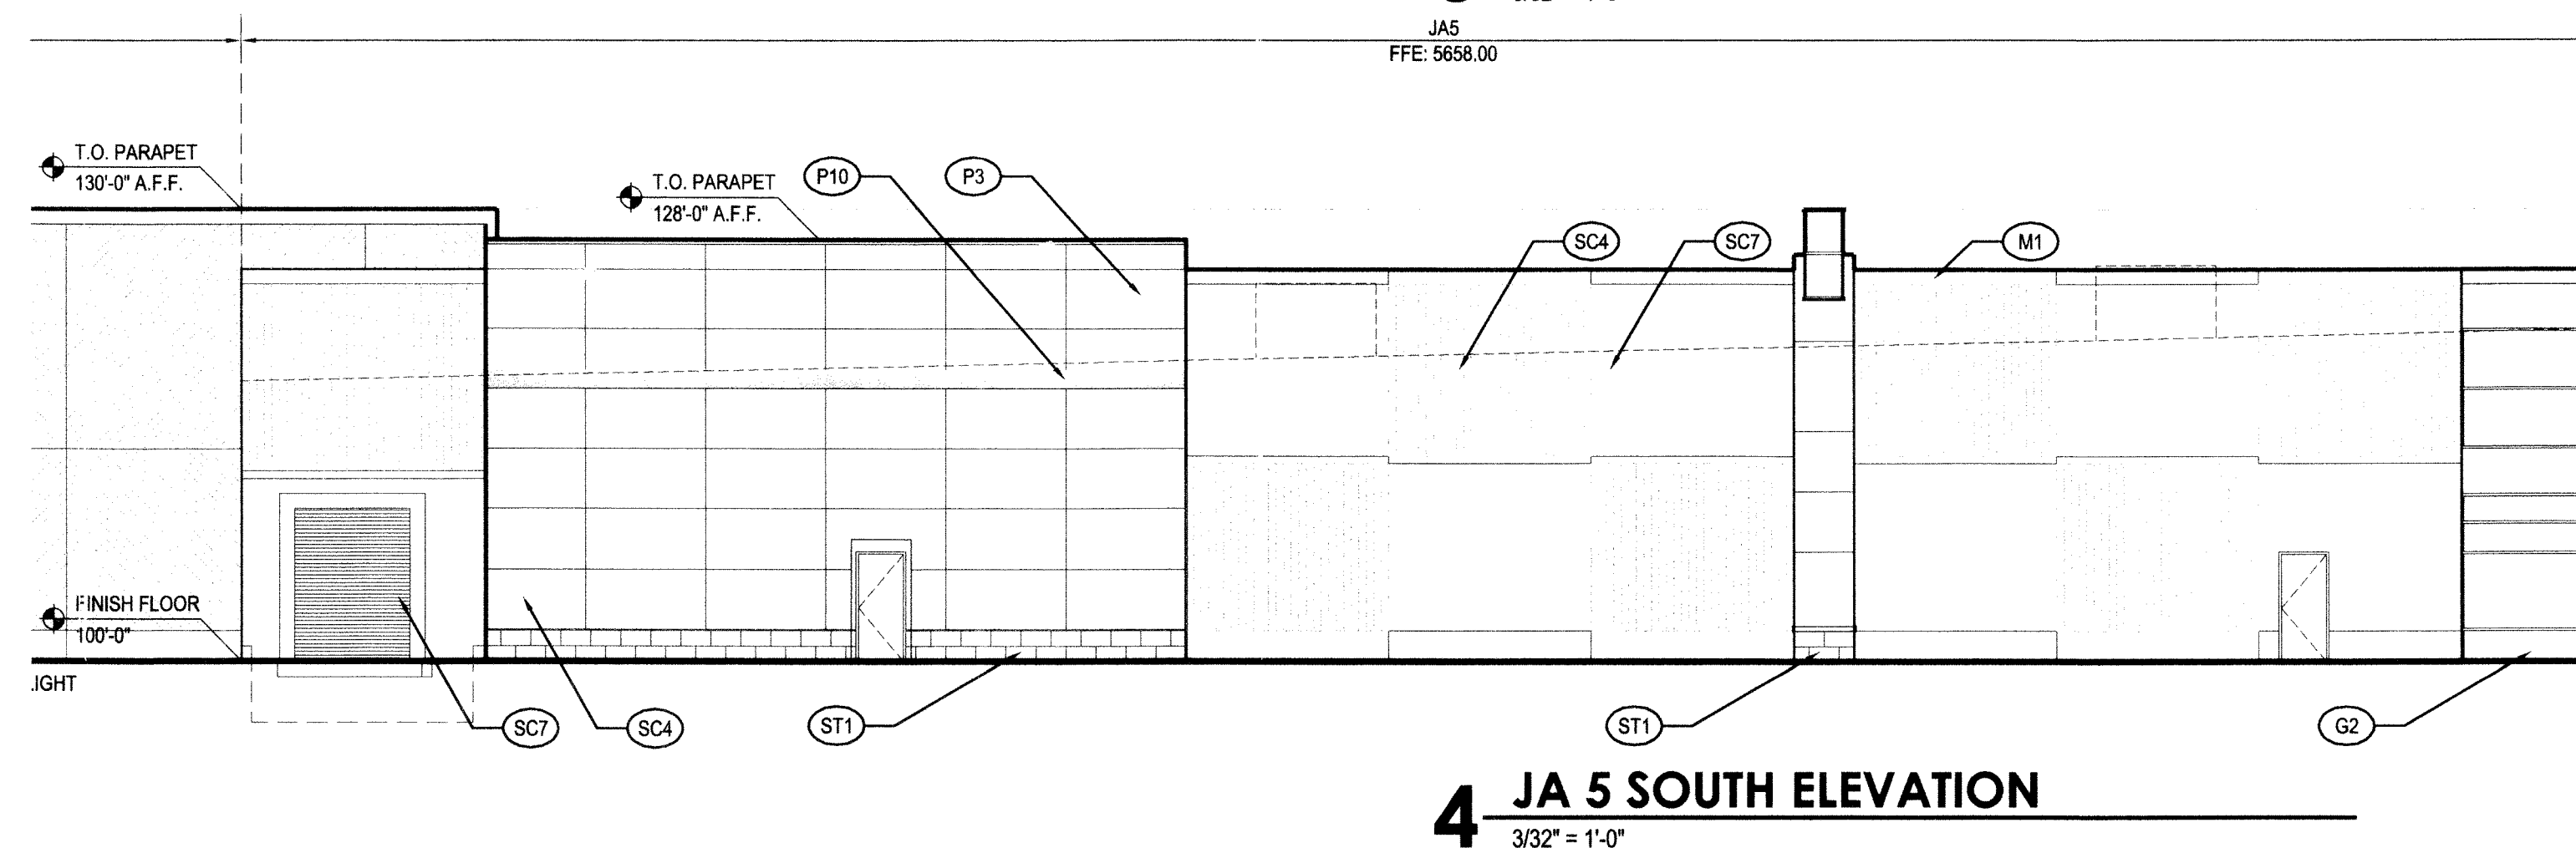 JA5
FFE: 5658.00
T.O. PARAPET
130'-0" A.F.F.
T.O. PARAPET
128'-0" A.F.F.
P10
P3
SC4
SC7
M1
FINISH FLOOR
100'-0"
.IGHT
SC7
SC4
ST1
ST1
G2
4 JA 5 SOUTH ELEVATION
3/32" = 1'-0"